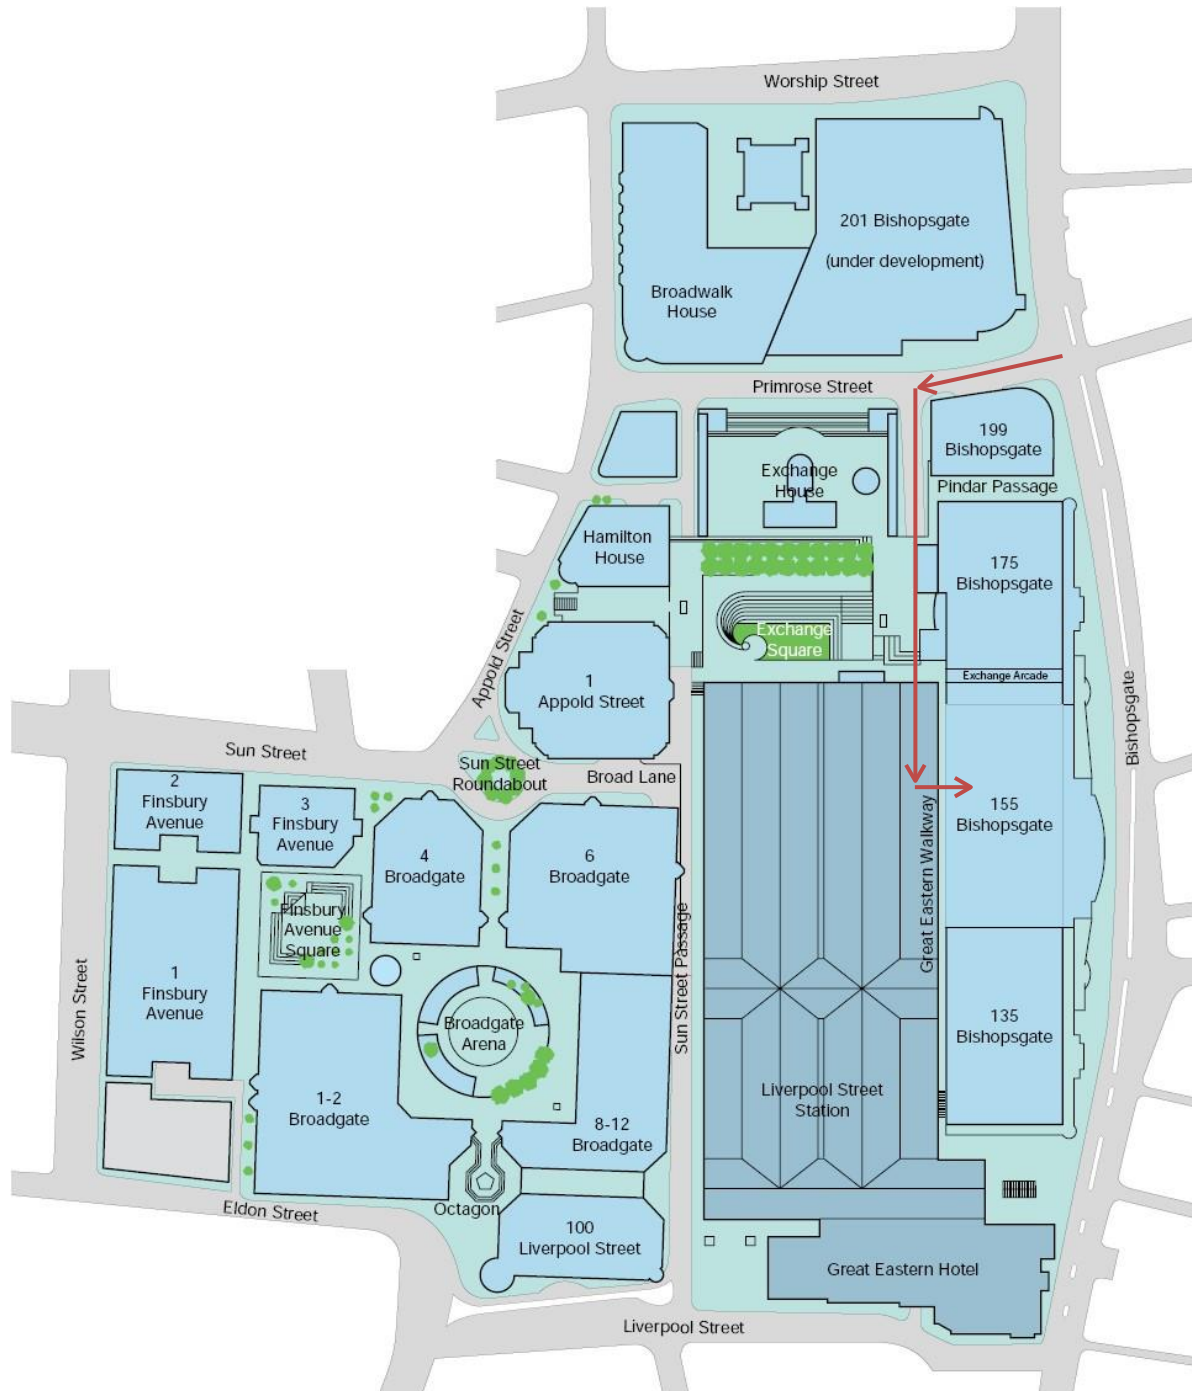 Worship Street
201 Bishopsgate
(under development)
Broadwalk
House
Primrose Street
199
Bishopsgate
Pindar Passage
Exchange
House
Hamilton
House
175
Bishopsgate
Appold Street
Exchange
Square
1
Appold Street
Exchange Arcade
Bishopsgate
Sun Street
Sun Street
Roundabout
Broad Lane
2
Finsbury
Avenue
3
Finsbury
Avenue
4
Broadgate
6
Broadgate
Great Eastern Walkway
155
Bishopsgate
Finsbury
Avenue
Square
Sun Street Passage
Wilson Street
1
Finsbury
Avenue
Broadgate
Arena
135
Bishopsgate
1-2
Broadgate
8-12
Broadgate
Liverpool Street
Station
Eldon Street
Octagon
100
Liverpool Street
Great Eastern Hotel
Liverpool Street